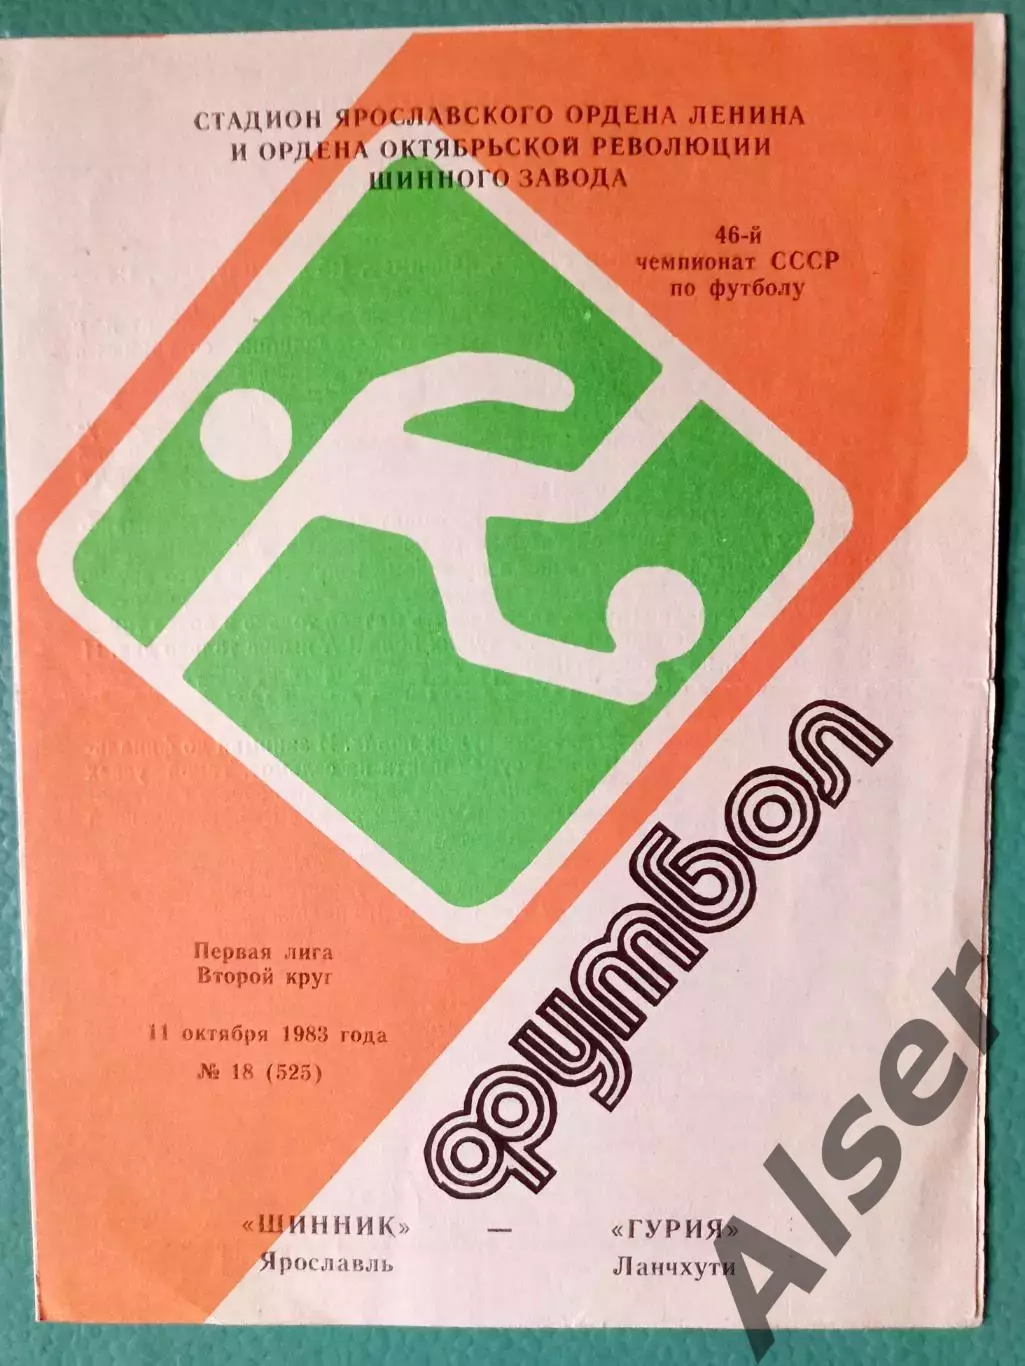 СТАДИОН ЯРОСЛАВСКОГО ОРДЕНА ЛЕНИНА
И ОРДЕНА ОКТЯБРЬСКОЙ РЕВОЛЮЦИИ
ШИННОГО ЗАВОДА
46-й
чемпионат СССР
по футболу
футбол
Первая лига
Второй круг
11 октября 1983 года
№ 18 (525)
«ШИННИК» — «ГУРИЯ»
Ярославль Ланчхути
Alser